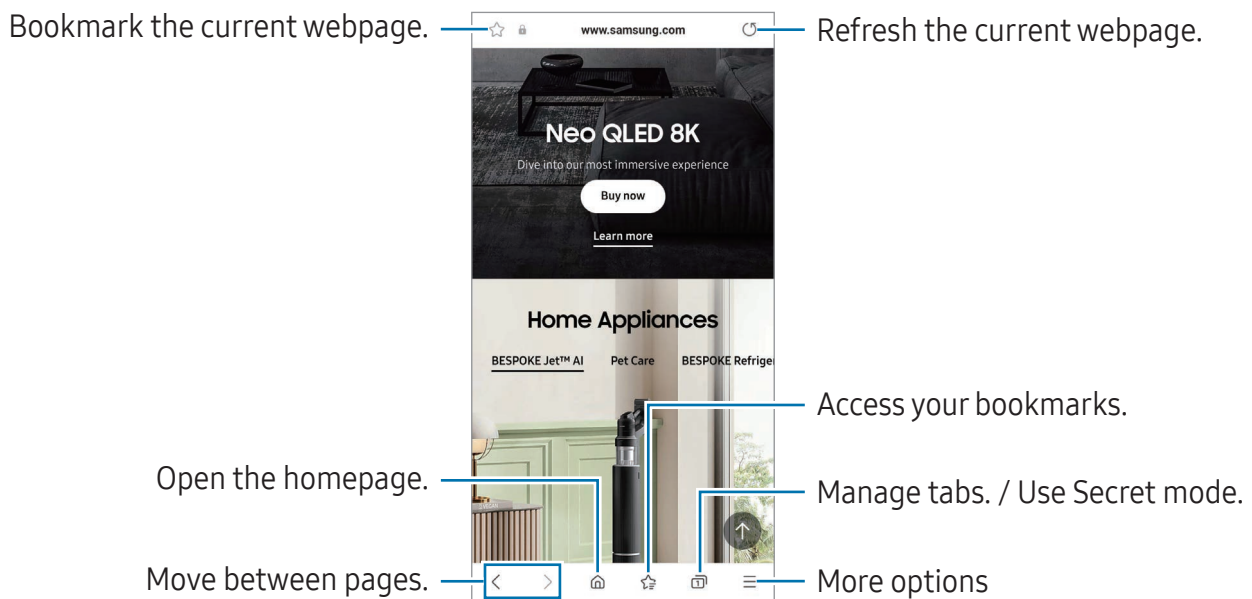 Bookmark the current webpage.
www.samsung.com
Refresh the current webpage.
Neo QLED 8K
Dive into our most immersive experience
Buy now
Learn more
Home Appliances
BESPOKE Jet™ AI Pet Care BESPOKE Refriger
Access your bookmarks.
Open the homepage.
Manage tabs. / Use Secret mode.
Move between pages.
1
More options